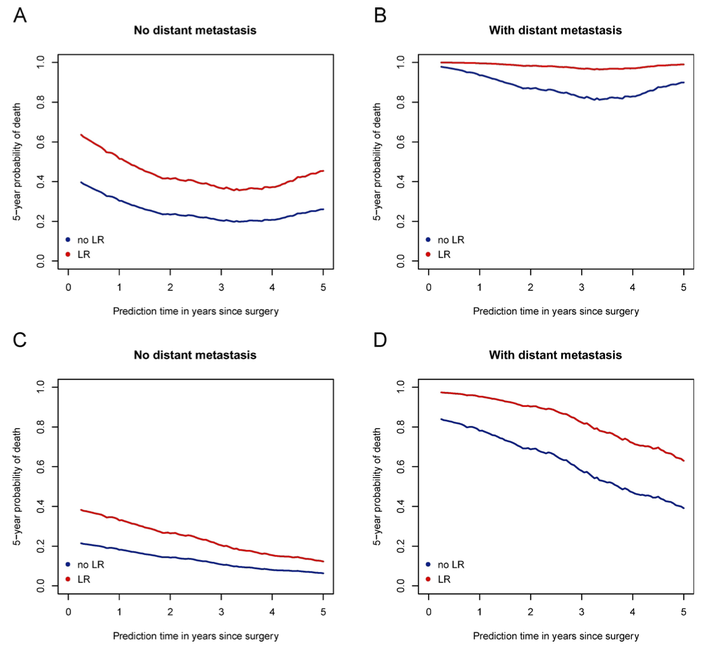 A
No distant metastasis
5−year probability of death
1.0
0.8
0.6
0.4
0.2
0.0
no LR
LR
0 1 2 3 4 5
Prediction time in years since surgery
B
With distant metastasis
5−year probability of death
1.0
0.8
0.6
0.4
0.2
0.0
no LR
LR
0 1 2 3 4 5
Prediction time in years since surgery
C
No distant metastasis
5−year probability of death
1.0
0.8
0.6
0.4
0.2
0.0
no LR
LR
0 1 2 3 4 5
Prediction time in years since surgery
D
With distant metastasis
5−year probability of death
1.0
0.8
0.6
0.4
0.2
0.0
no LR
LR
0 1 2 3 4 5
Prediction time in years since surgery